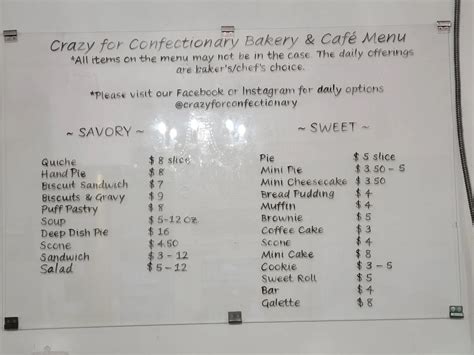 Crazy for Confectionary Bakery & Café Menu
*All items on the menu may not be in the case. The daily offerings
are baker's/chef's choice.
*Please visit our Facebook or Instagram for daily options
@crazyforconfectionary
~ SAVORY ~
Quiche $ 8 slice
Hand Pie $ 8
Biscuit Sandwich $ 7
Biscuits & Gravy $ 9
Puff Pastry $ 8
Soup $ 5-12 oz
Deep Dish Pie $ 16
Scone $ 4.50
Sandwich $ 3 - 12
Salad $ 5 - 12
~ SWEET ~
Pie $ 5 slice
Mini Pie $ 3.50 - 5
Mini Cheesecake $ 3.50
Bread Pudding $ 4
Muffin $ 4
Brownie $ 5
Coffee Cake $ 3
Scone $ 4
Mini Cake $ 8
Cookie $ 3 - 5
Sweet Roll $ 5
Bar $ 4
Galette $ 8